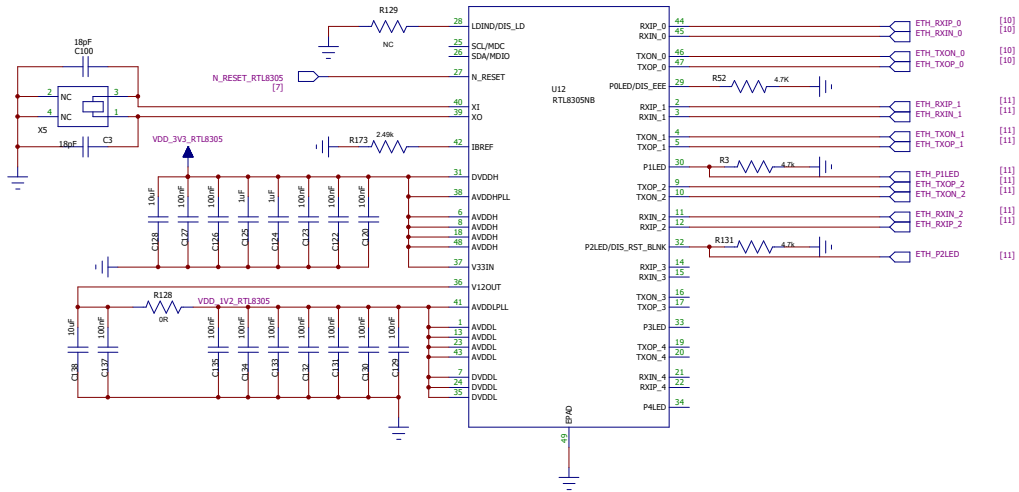 R129
NC
18pF
C100
2
NC
3
4
NC
1
X5
18pF
C3
N_RESET_RTL8305
[7]
VDD_3V3_RTL8305
R173
2.49k
10uF
C128
100nF
C127
100nF
C126
1uF
C125
1uF
C124
100nF
C123
100nF
C122
100nF
C120
R128
0R
VDD_1V2_RTL8305
10uF
C138
100nF
C137
100nF
C135
100nF
C134
100nF
C133
100nF
C132
100nF
C131
100nF
C130
100nF
C129
28 LDIND/DIS_LD
25 SCL/MDC
26 SDA/MDIO
27 N_RESET
40 XI
39 XO
42 IBREF
31 DVDDH
38 AVDDHPLL
6 AVDDH
8 AVDDH
18 AVDDH
48 AVDDH
37 V33IN
36 V12OUT
41 AVDDLPLL
1 AVDDL
13 AVDDL
23 AVDDL
43 AVDDL
7 DVDDL
24 DVDDL
35 DVDDL
U12
RTL8305NB
EPAD
49
RXIP_0 44
RXIN_0 45
TXON_0 46
TXOP_0 47
P0LED/DIS_EEE 29
RXIP_1 2
RXIN_1 3
TXON_1 4
TXOP_1 5
P1LED 30
TXOP_2 9
TXON_2 10
RXIN_2 11
RXIP_2 12
P2LED/DIS_RST_BLNK 32
RXIP_3 14
RXIN_3 15
TXON_3 16
TXOP_3 17
P3LED 33
TXOP_4 19
TXON_4 20
RXIN_4 21
RXIP_4 22
P4LED 34
R52
4.7K
R3
4.7k
R131
4.7k
ETH_RXIP_0 [10]
ETH_RXIN_0 [10]
ETH_TXON_0 [10]
ETH_TXOP_0 [10]
ETH_RXIP_1 [11]
ETH_RXIN_1 [11]
ETH_TXON_1 [11]
ETH_TXOP_1 [11]
ETH_P1LED [11]
ETH_TXOP_2 [11]
ETH_TXON_2 [11]
ETH_RXIN_2 [11]
ETH_RXIP_2 [11]
ETH_P2LED [11]